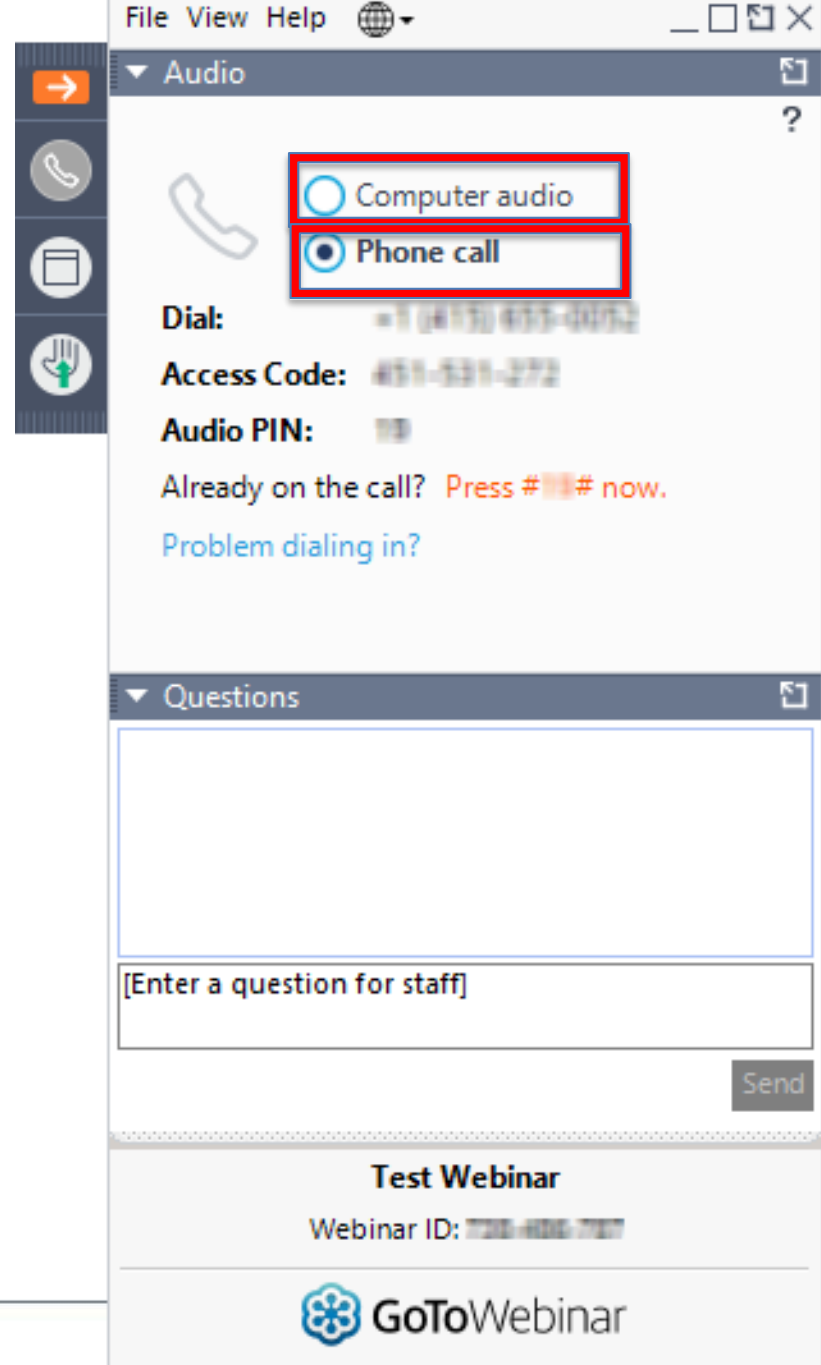 File View Help
Audio
?
Computer audio
Phone call
Dial:
Access Code:
Audio PIN:
Already on the call? Press # # now.
Problem dialing in?
Questions
[Enter a question for staff]
Send
Test Webinar
Webinar ID:
GoToWebinar